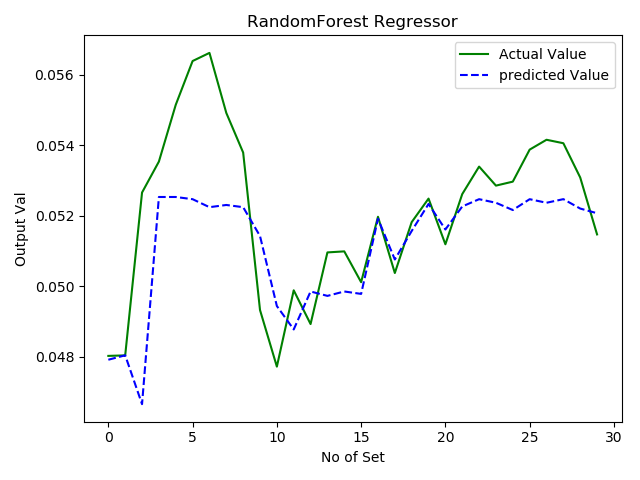 RandomForest Regressor
Actual Value
predicted Value
Output Val
0.056
0.054
0.052
0.050
0.048
0
5
10
15
20
25
30
No of Set